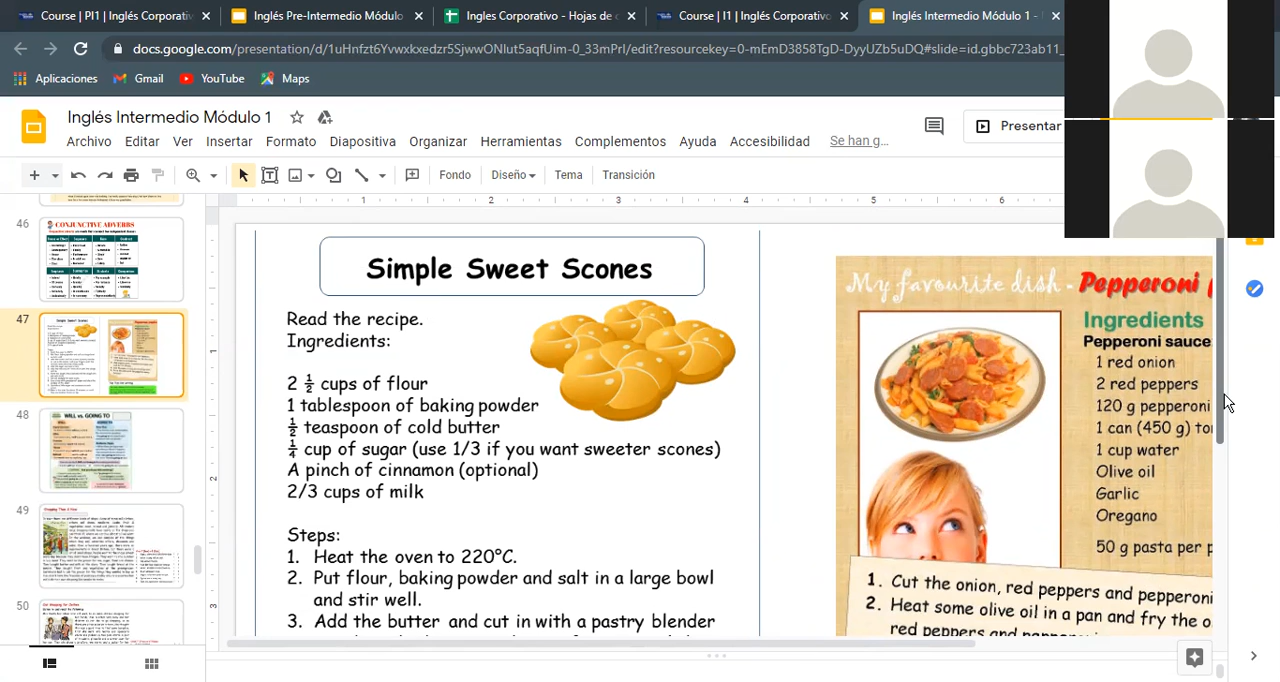 Course | PI1 | Inglés Corporativ
Inglés Pre-Intermedio Módulo
Ingles Corporativo - Hojas de c
Course | I1 | Inglés Corporativo
Inglés Intermedio Módulo 1 -
docs.google.com/presentation/d/1uHnfzt6Yvwxkxedzr5SjwwONlut5aqfUim-0_33mPrI/edit?resourcekey=0-mEmD3858TgD-DyyUZb5uDQ#slide=id.gbbc723ab11_
Aplicaciones
Gmail
YouTube
Maps
Inglés Intermedio Módulo 1
Archivo Editar Ver Insertar Formato Diapositiva Organizar Herramientas Complementos Ayuda Accesibilidad Se han g...
Presentar
Fondo Diseño Tema Transición
1 2 3 4 5 6
1
2
3
46
CONJUNCTIVE ADVERBS
47
48
WILL vs. GOING TO
49
50
Simple Sweet Scones
Read the recipe.
Ingredients:
2 ½ cups of flour
1 tablespoon of baking powder
½ teaspoon of cold butter
¼ cup of sugar (use 1/3 if you want sweeter scones)
A pinch of cinnamon (optional)
2/3 cups of milk
Steps:
1. Heat the oven to 220°C.
2. Put flour, baking powder and salt in a large bowl
and stir well.
3. Add the butter and cut in with a pastry blender
My favourite dish - Pepperoni
Ingredients
Pepperoni sauce
1 red onion
2 red peppers
120 g pepperoni
1 can (450 g) to
1 cup water
Olive oil
Garlic
Oregano
50 g pasta per p
1. Cut the onion, red peppers and pepperoni
2. Heat some olive oil in a pan and fry the o
red peppers and pepperoni